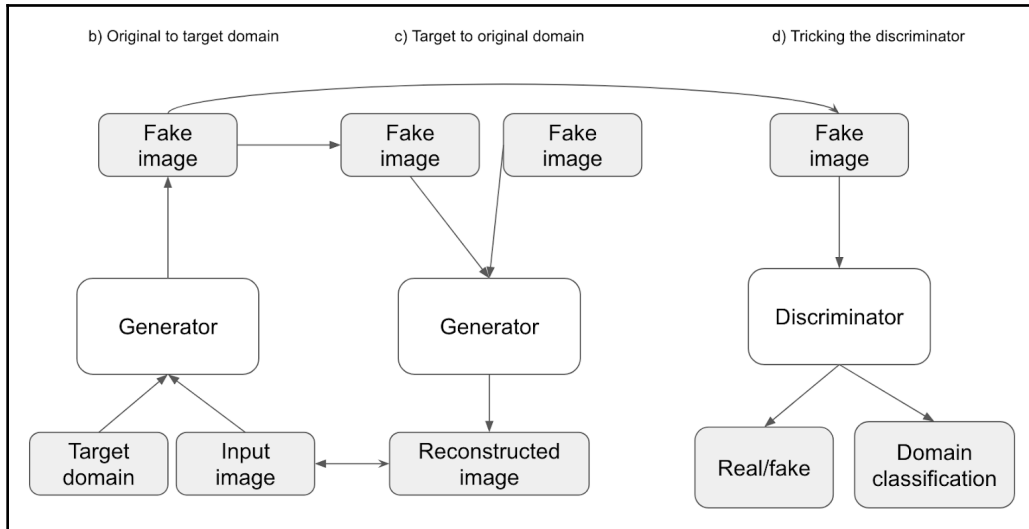 b) Original to target domain
c) Target to original domain
d) Tricking the discriminator
Fake
image
Fake
image
Fake
image
Fake
image
Generator
Generator
Discriminator
Target
domain
Input
image
Reconstructed
image
Real/fake
Domain
classification